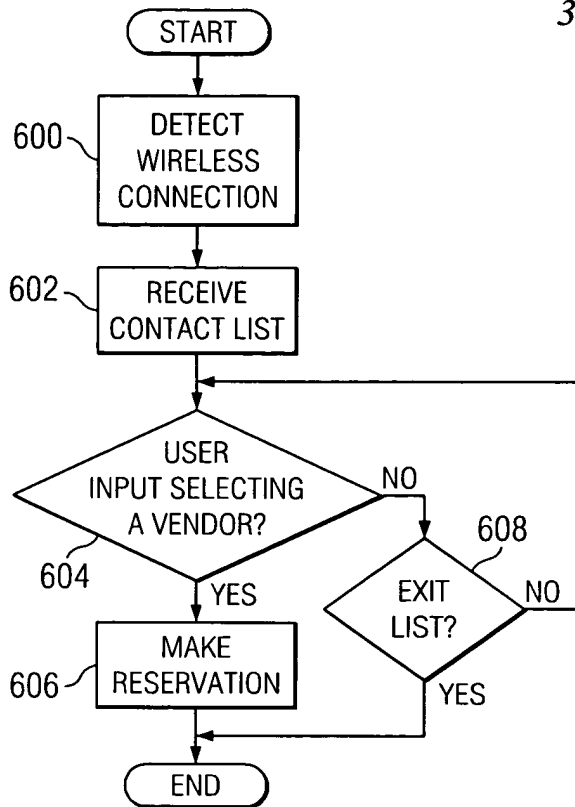 START
3
600
DETECT
WIRELESS
CONNECTION
602
RECEIVE
CONTACT LIST
USER
INPUT SELECTING
A VENDOR?
NO
604
YES
608
EXIT
LIST?
NO
YES
606
MAKE
RESERVATION
END